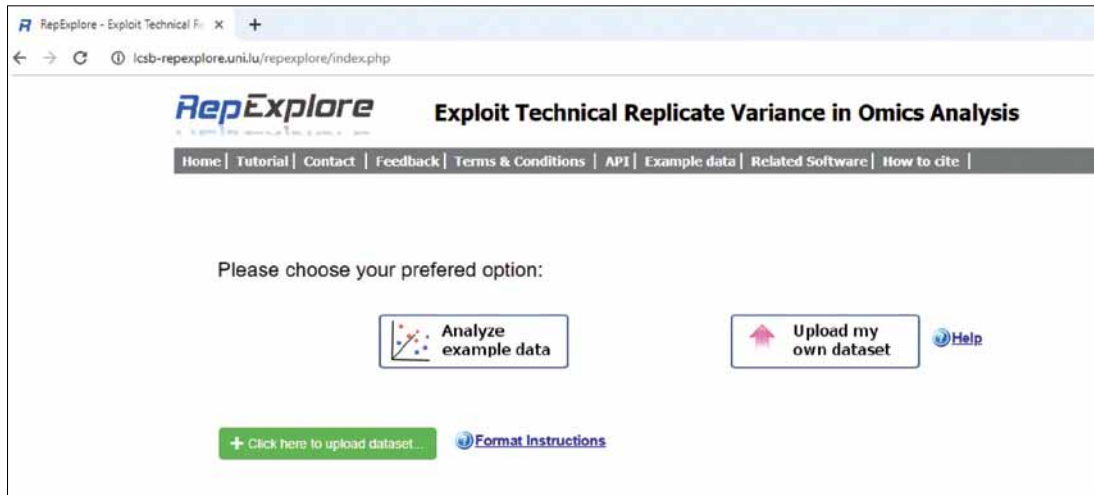 RepExplore - Exploit Technical R
lcsb-repexplore.uni.lu/repexplore/index.php
RepExplore
Exploit Technical Replicate Variance in Omics Analysis
Home | Tutorial | Contact | Feedback | Terms & Conditions | API | Example data | Related Software | How to cite |
Please choose your prefered option:
Analyze
example data
Upload my
own dataset
Help
+ Click here to upload dataset...
Format Instructions